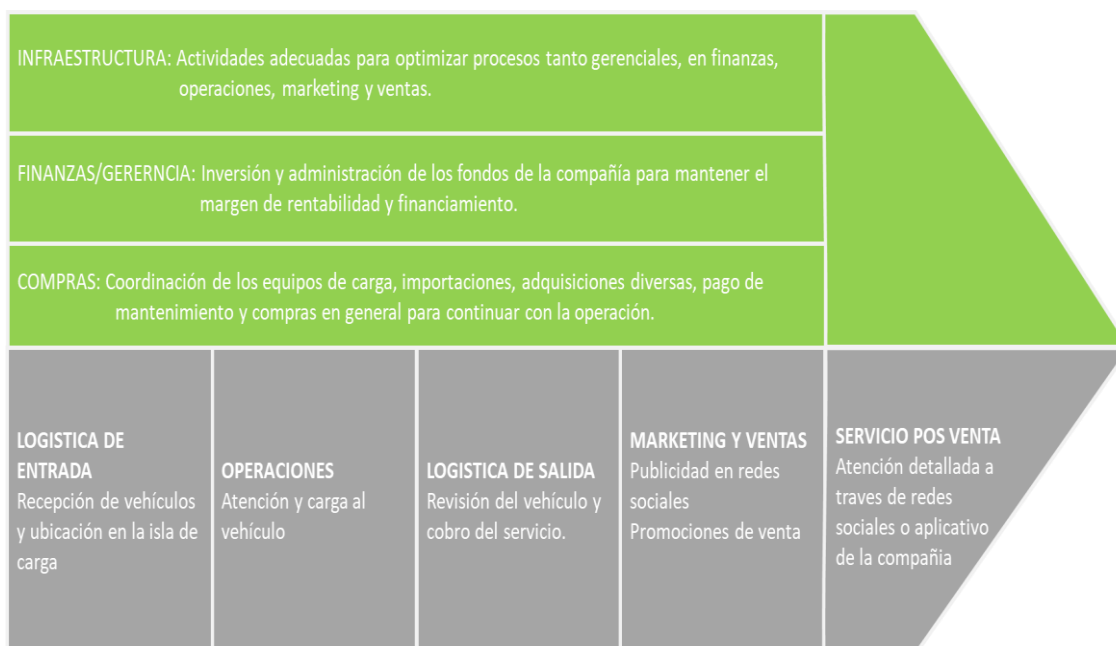 INFRAESTRUCTURA: Actividades adecuadas para optimizar procesos tanto gerenciales, en finanzas,
operaciones, marketing y ventas.
FINANZAS/GERERNCIA: Inversión y administración de los fondos de la compañía para mantener el
margen de rentabilidad y financiamiento.
COMPRAS: Coordinación de los equipos de carga, importaciones, adquisiciones diversas, pago de
mantenimiento y compras en general para continuar con la operación.
LOGISTICA DE
ENTRADA
Recepción de vehículos
y ubicación en la isla de
carga
OPERACIONES
Atención y carga al
vehículo
LOGISTICA DE SALIDA
Revisión del vehículo y
cobro del servicio.
MARKETING Y VENTAS
Publicidad en redes
sociales
Promociones de venta
SERVICIO POS VENTA
Atención detallada a
traves de redes
sociales o aplicativo
de la compañia